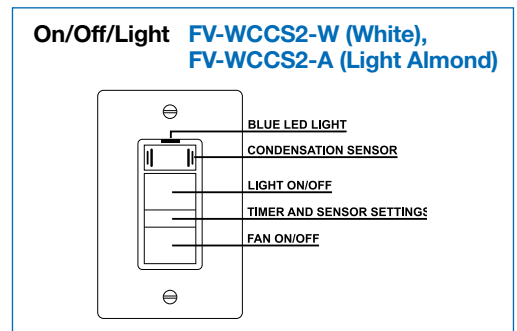 On/Off/Light FV-WCCS2-W (White),
FV-WCCS2-A (Light Almond)
BLUE LED LIGHT
CONDENSATION SENSOR
LIGHT ON/OFF
TIMER AND SENSOR SETTINGS
FAN ON/OFF